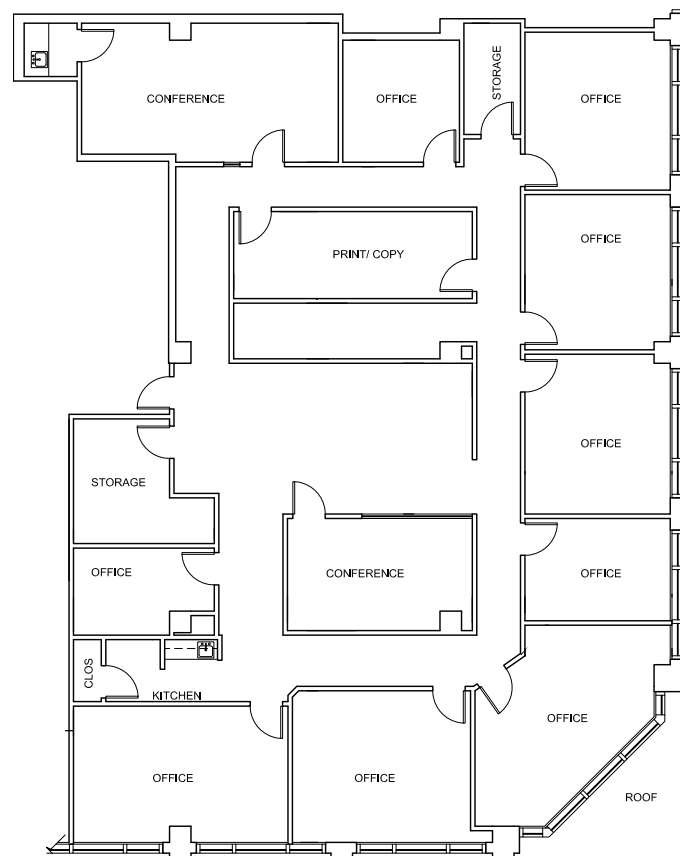 CONFERENCE
OFFICE
STORAGE
OFFICE
OFFICE
PRINT/ COPY
OFFICE
STORAGE
OFFICE
CONFERENCE
OFFICE
CLOS
KITCHEN
OFFICE
OFFICE
OFFICE
ROOF